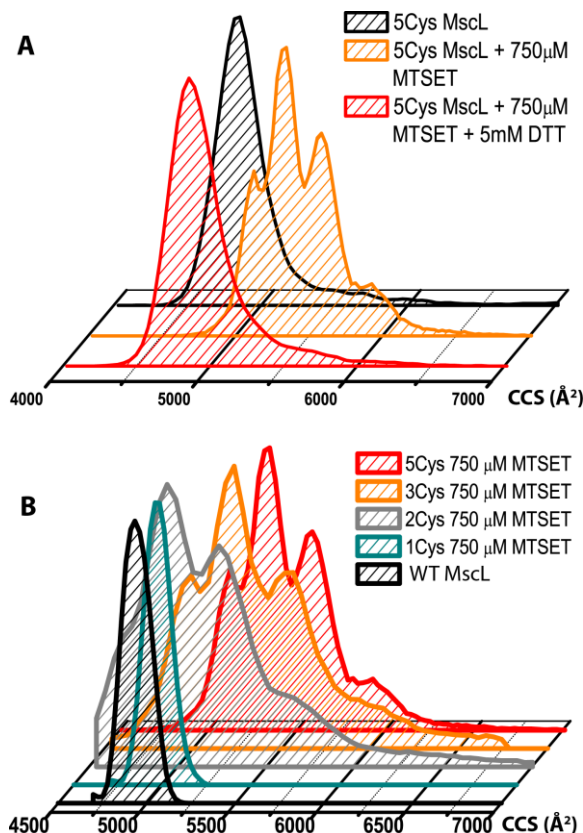 A
5Cys MscL
5Cys MscL + 750μM
MTSET
5Cys MscL + 750μM
MTSET + 5mM DTT
4000 5000 6000 7000 CCS (Å²)
B
5Cys 750 μM MTSET
3Cys 750 μM MTSET
2Cys 750 μM MTSET
1Cys 750 μM MTSET
WT MscL
4500 5000 5500 6000 6500 7000 CCS (Å²)